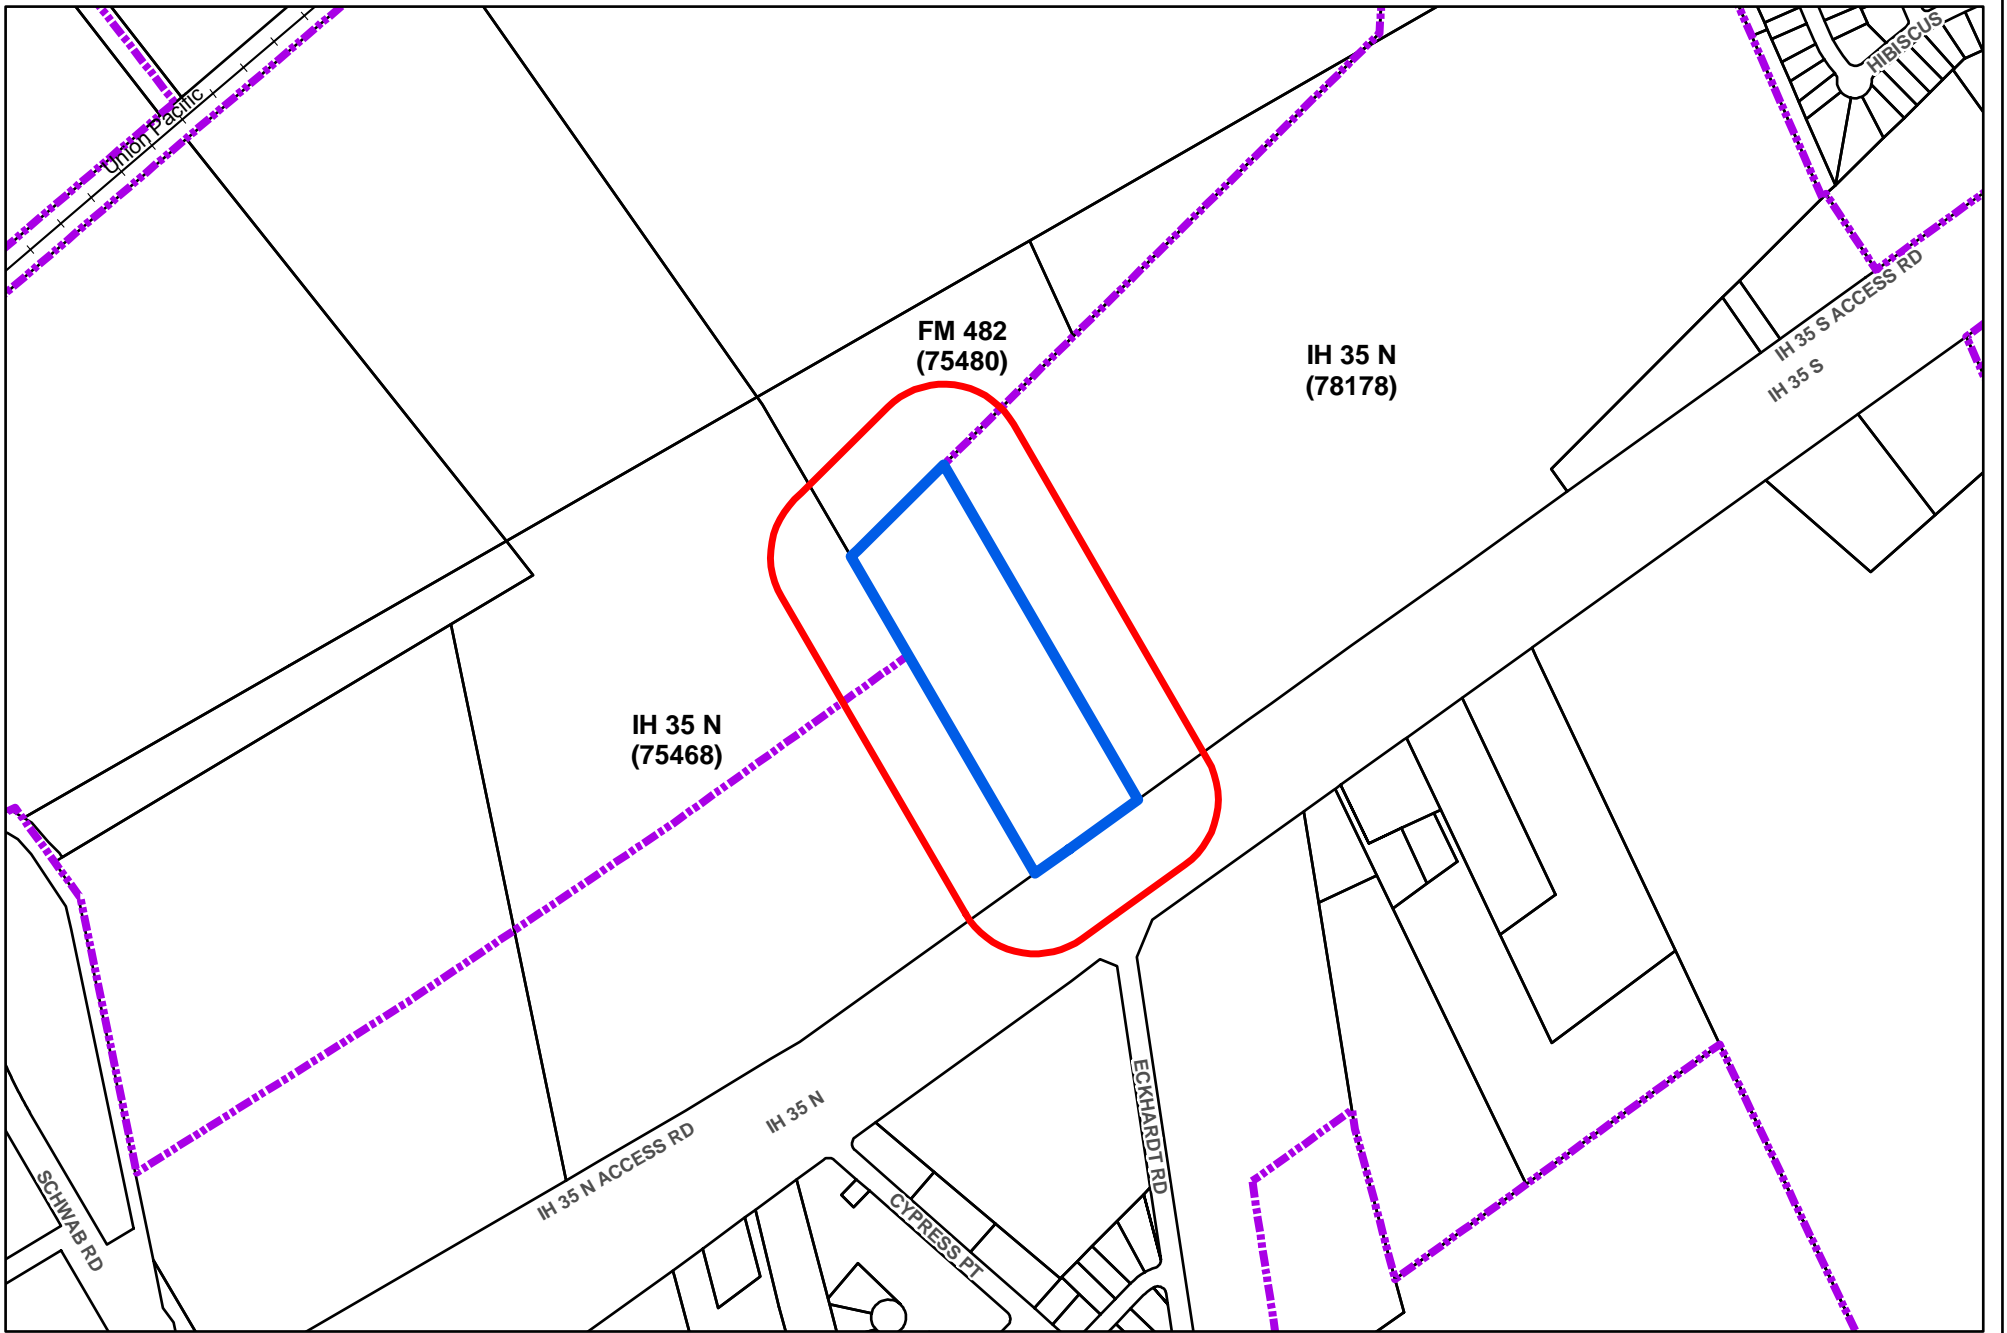 HIBISCUS
Union Pacific
IH 35 S ACCESS RD
FM 482
(75480)
IH 35 N
(78178)
IH 35 S
IH 35 N
(75468)
IH 35 N
ECKHARDT RD
IH 35 N ACCESS RD
SCHWAB RD
CYPRESS PT